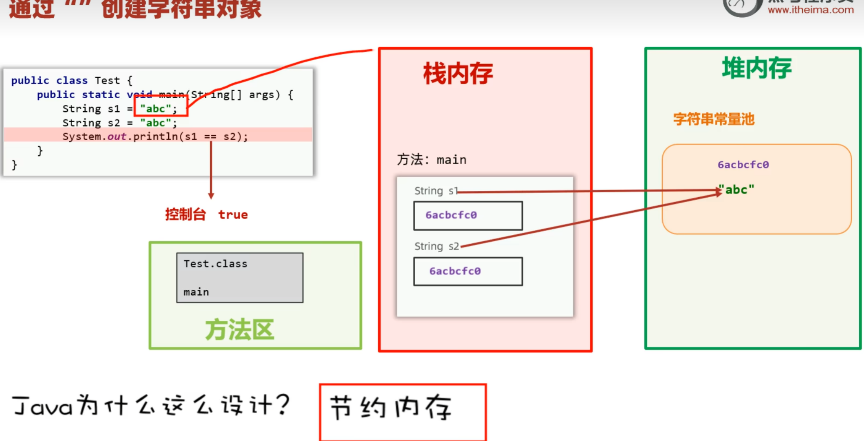 通过 “” 创建字符串对象
www.itheima.com
public class Test {
public static void main(String[] args) {
String s1 = "abc";
String s2 = "abc";
System.out.println(s1 == s2);
}
}
控制台 true
Test.class
main
方法区
栈内存
方法: main
String s1
6acbcfc0
String s2
6acbcfc0
堆内存
字符串常量池
6acbcfc0
"abc"
Java为什么这么设计?
节约内存